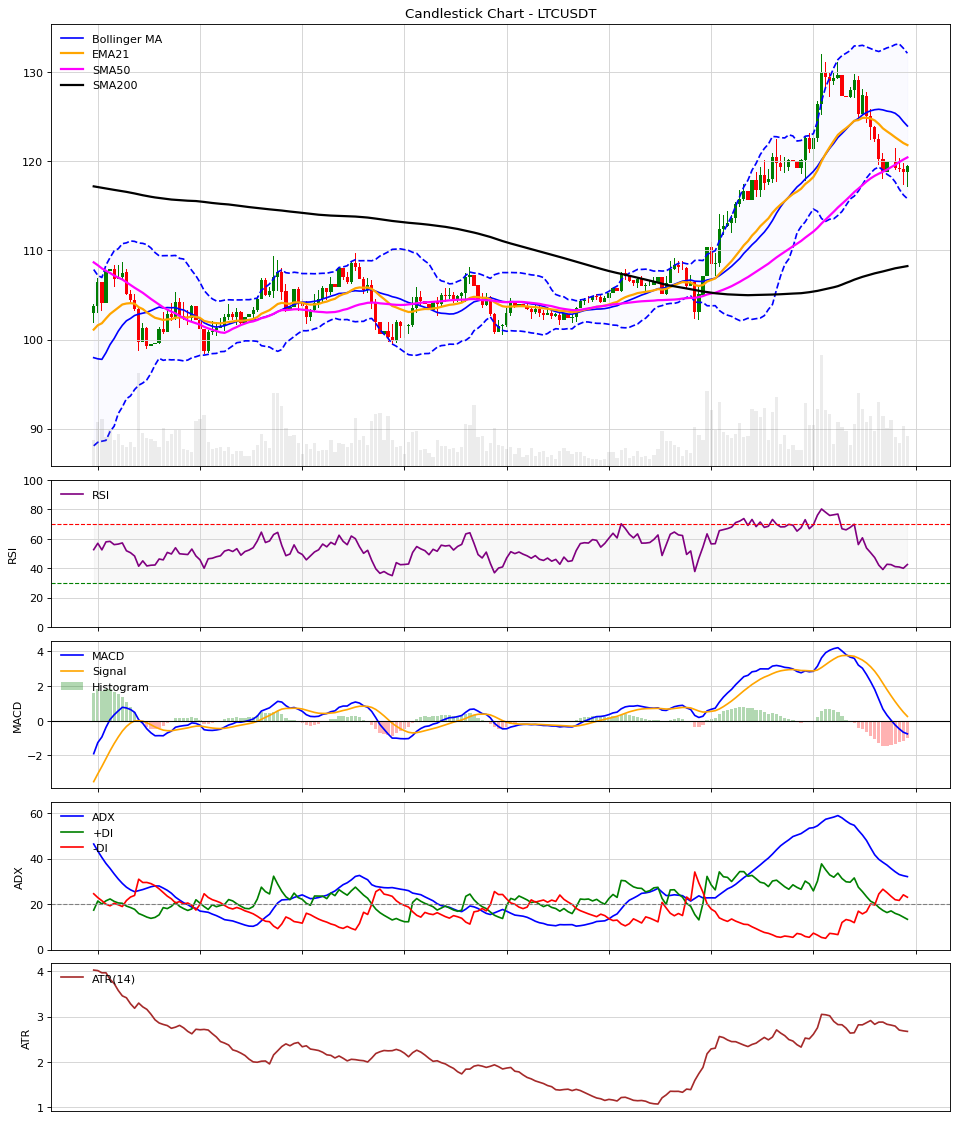 Candlestick Chart - LTCUSDT
Bollinger MA
EMA21
SMA50
SMA200
130
120
110
100
90
RSI
100
80
60
40
20
0
RSI
MACD
Signal
Histogram
4
2
0
−2
MACD
ADX
+DI
-DI
60
40
20
0
ADX
ATR(14)
4
3
2
1
ATR